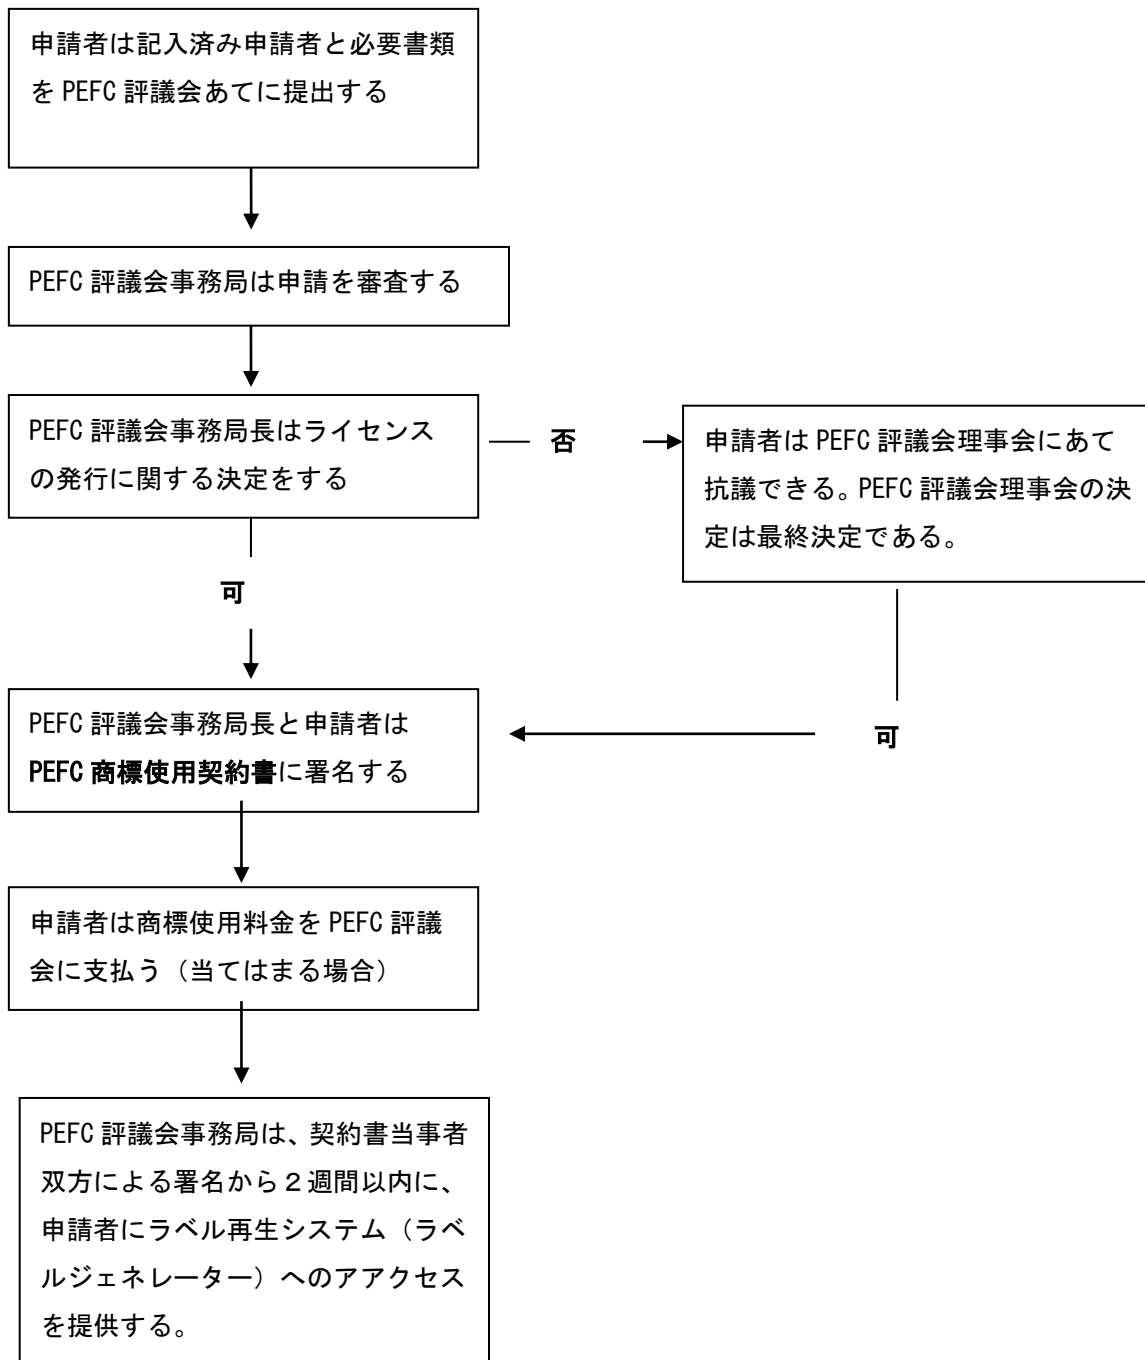 申請者は記入済み申請者と必要書類
を PEFC 評議会あてに提出する
PEFC 評議会事務局は申請を審査する
PEFC 評議会事務局長はライセンス
の発行に関する決定をする
否
申請者は PEFC 評議会理事会にあて
抗議できる。PEFC 評議会理事会の決
定は最終決定である。
可
PEFC 評議会事務局長と申請者は
PEFC 商標使用契約書に署名する
可
申請者は商標使用料金を PEFC 評議
会に支払う（当てはまる場合）
PEFC 評議会事務局は、契約書当事者
双方による署名から２週間以内に、
申請者にラベル再生システム（ラベ
ルジェネレーター）へのアアクセス
を提供する。